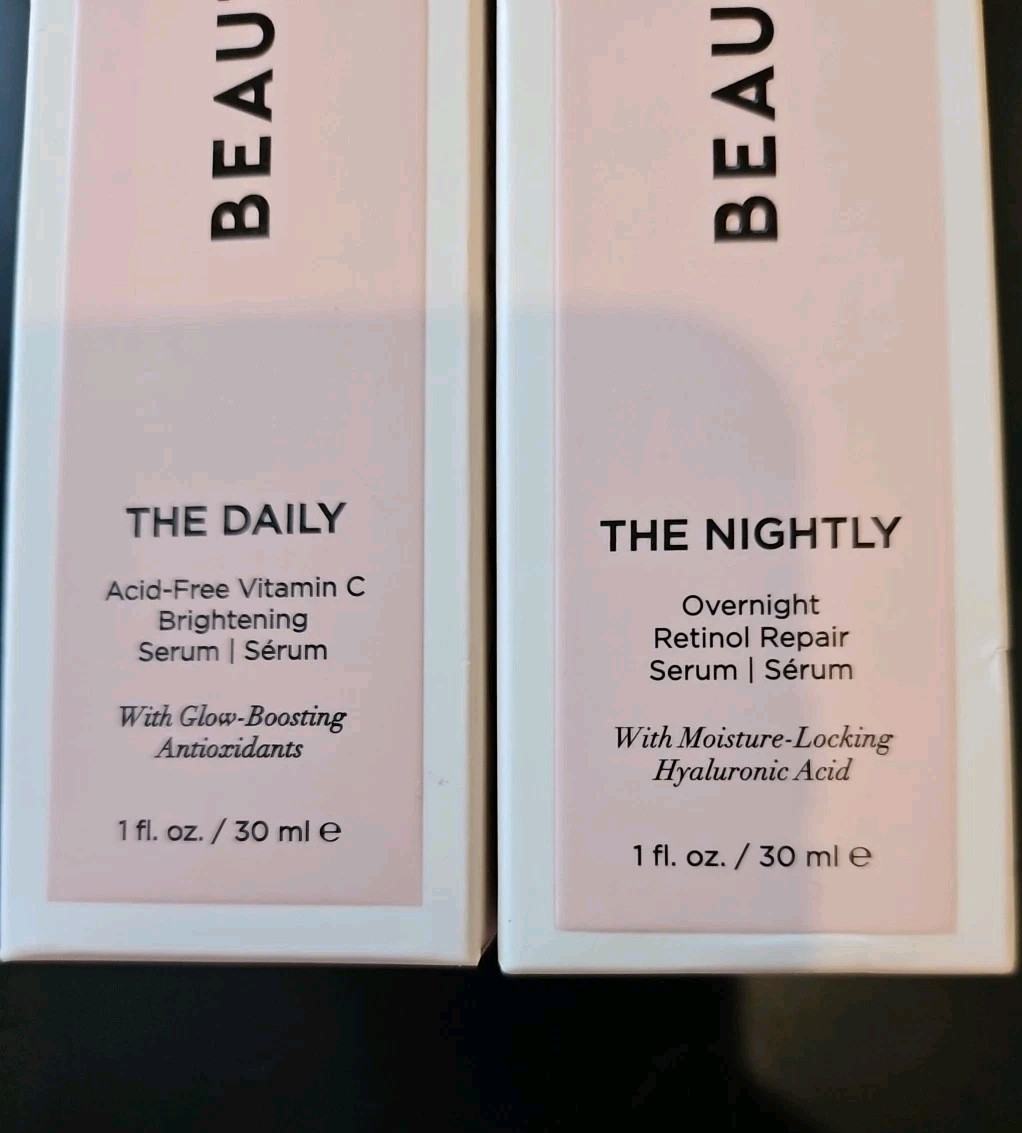 BEAU
THE DAILY
Acid-Free Vitamin C
Brightening
Serum | Sérum
With Glow-Boosting
Antioxidants
1 fl. oz. / 30 ml ℮
BEAU
THE NIGHTLY
Overnight
Retinol Repair
Serum | Sérum
With Moisture-Locking
Hyaluronic Acid
1 fl. oz. / 30 ml ℮